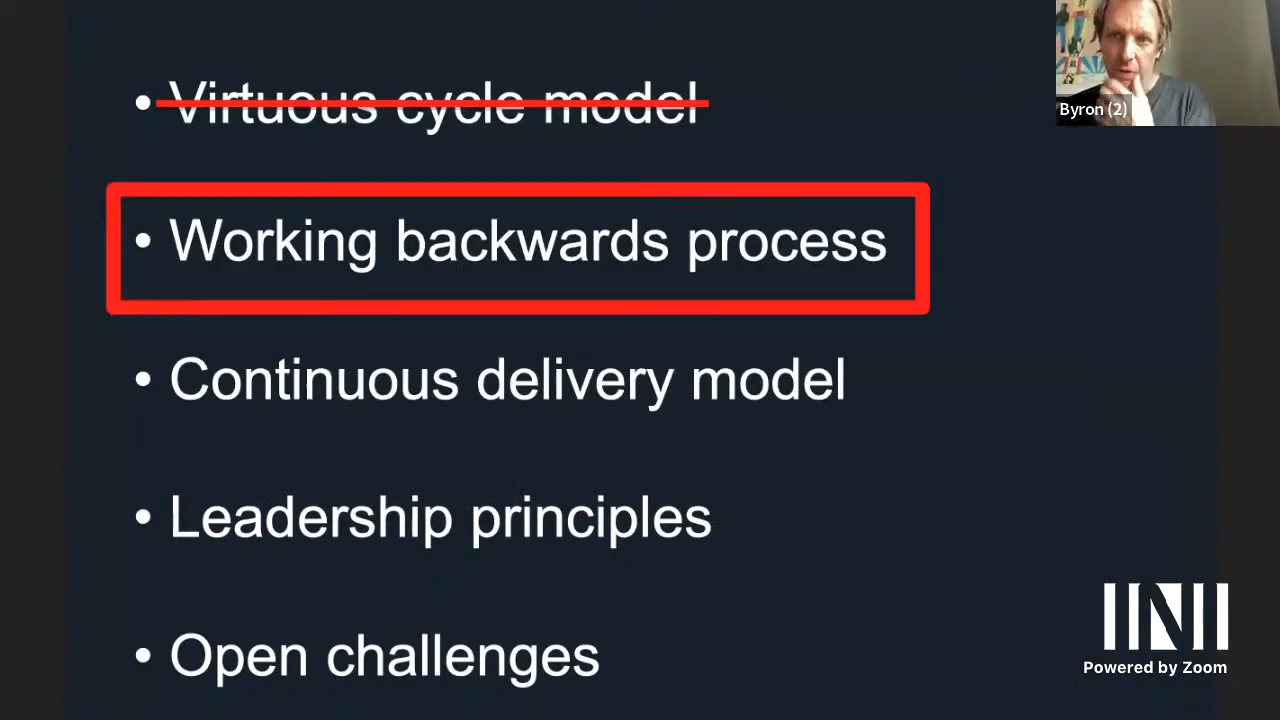 • Virtuous cycle model
Byron (2)
• Working backwards process
• Continuous delivery model
• Leadership principles
• Open challenges
Powered by Zoom